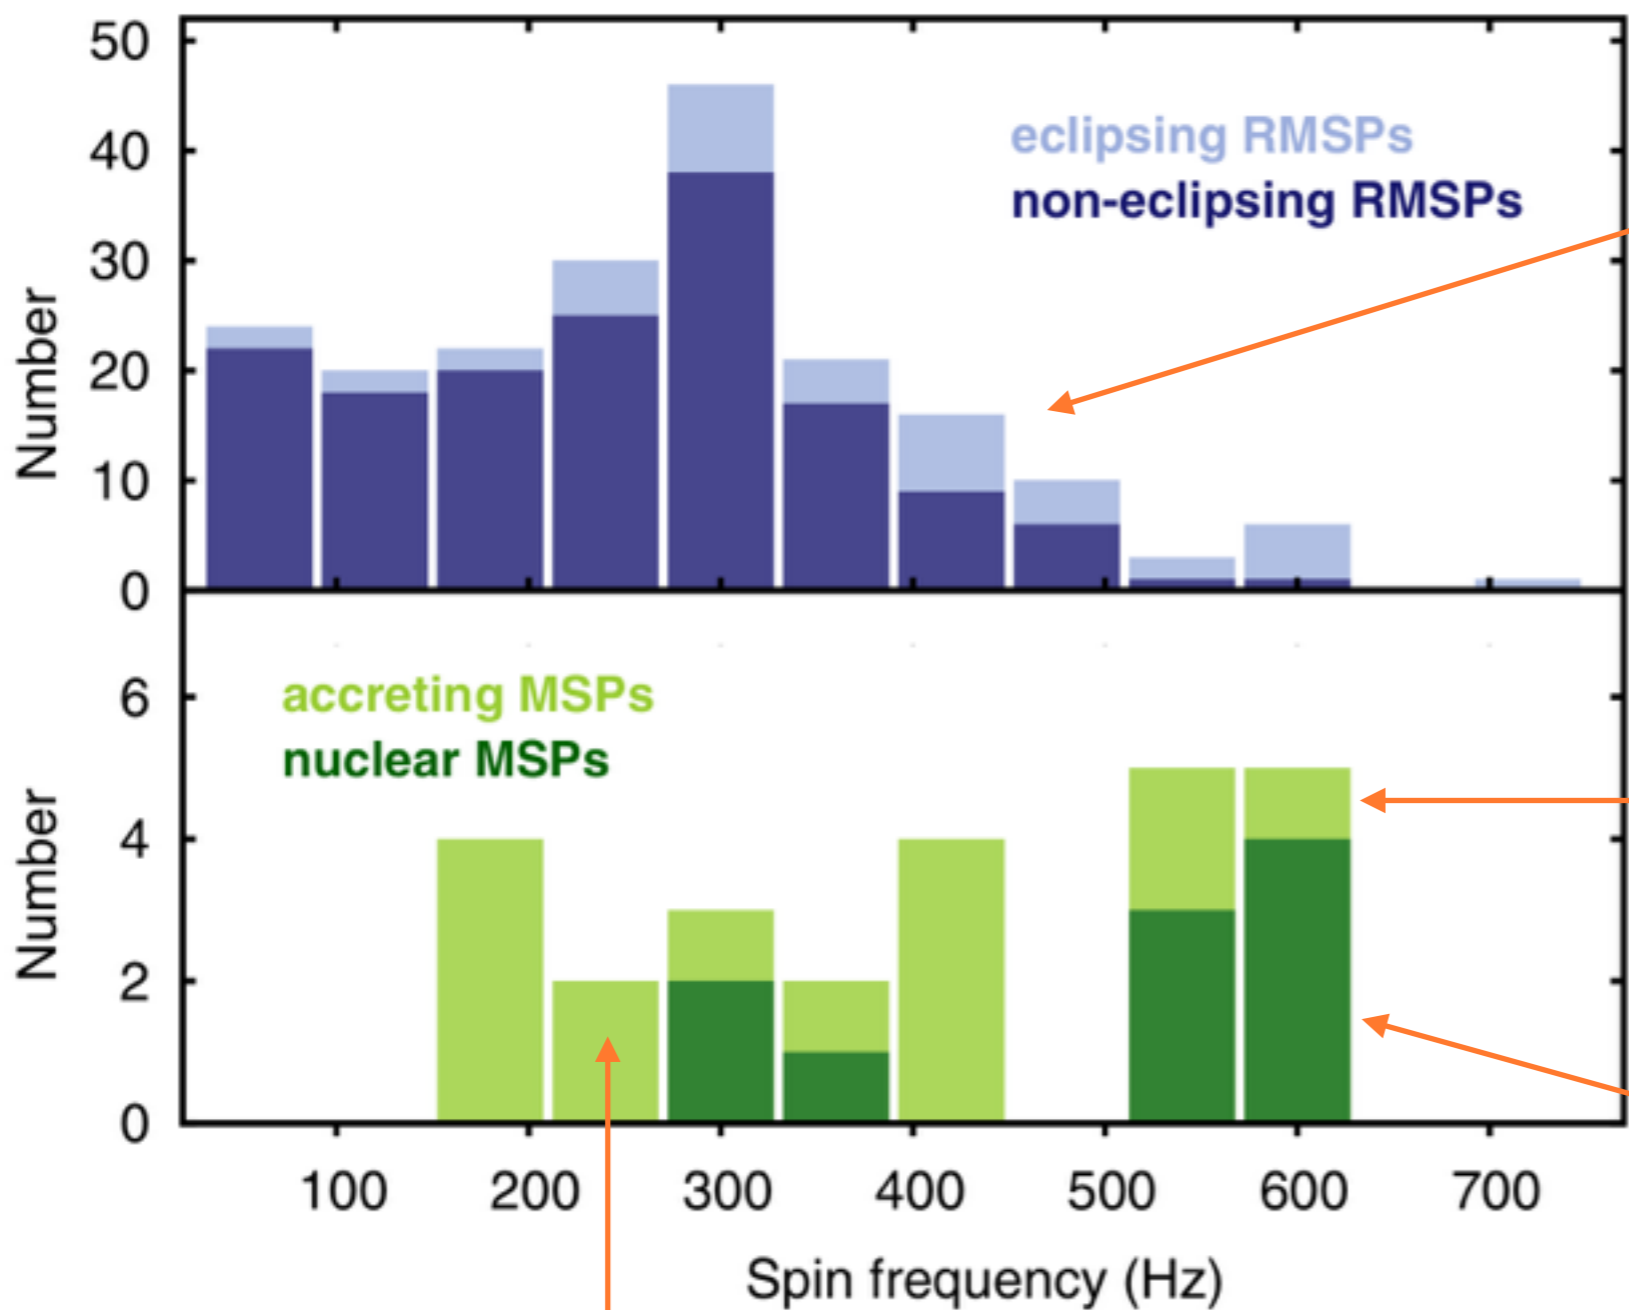 50
40
30
20
10
0
Number
eclipsing RMSPs
non-eclipsing RMSPs
6
4
2
0
Number
accreting MSPs
nuclear MSPs
100 200 300 400 500 600 700
Spin frequency (Hz)